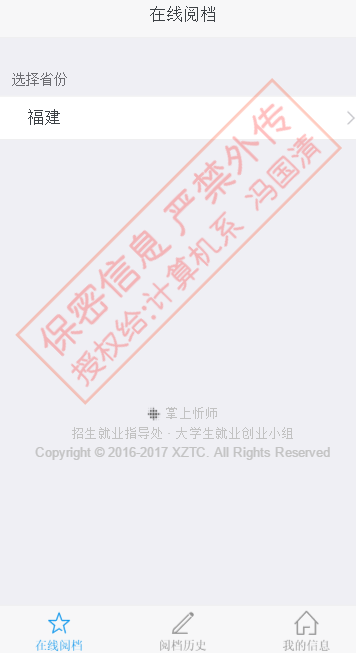 在线阅档
选择省份
福建
保密信息 严禁外传
授权给:计算机系 冯国清
掌上忻师
招生就业指导处 · 大学生就业创业小组
Copyright © 2016-2017 XZTC. All Rights Reserved
在线阅档
阅档历史
我的信息